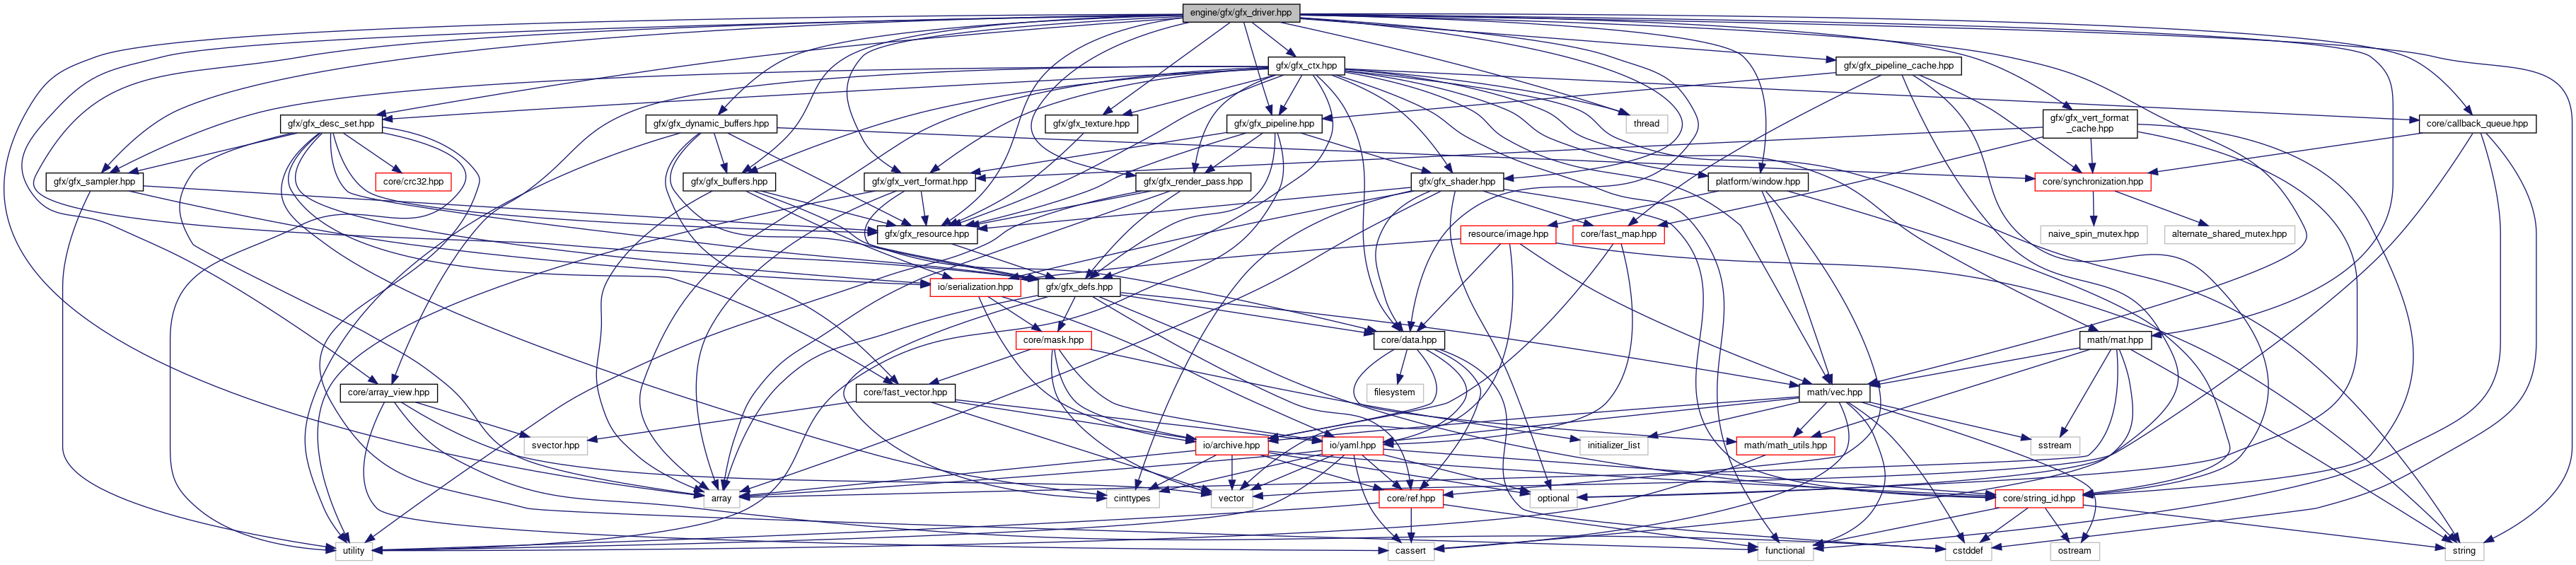 engine/gfx/gfx_driver.hpp
gfx/gfx_ctx.hpp
gfx/gfx_pipeline_cache.hpp
gfx/gfx_desc_set.hpp
gfx/gfx_dynamic_buffers.hpp
gfx/gfx_texture.hpp
gfx/gfx_pipeline.hpp
thread
gfx/gfx_vert_format
_cache.hpp
core/callback_queue.hpp
gfx/gfx_sampler.hpp
core/crc32.hpp
gfx/gfx_buffers.hpp
gfx/gfx_vert_format.hpp
gfx/gfx_render_pass.hpp
gfx/gfx_shader.hpp
platform/window.hpp
core/synchronization.hpp
gfx/gfx_resource.hpp
resource/image.hpp
core/fast_map.hpp
naive_spin_mutex.hpp
alternate_shared_mutex.hpp
io/serialization.hpp
gfx/gfx_defs.hpp
core/mask.hpp
core/data.hpp
math/mat.hpp
core/array_view.hpp
core/fast_vector.hpp
filesystem
math/vec.hpp
svector.hpp
io/archive.hpp
io/yaml.hpp
initializer_list
math/math_utils.hpp
sstream
array
cinttypes
vector
core/ref.hpp
optional
core/string_id.hpp
utility
cassert
functional
cstddef
ostream
string